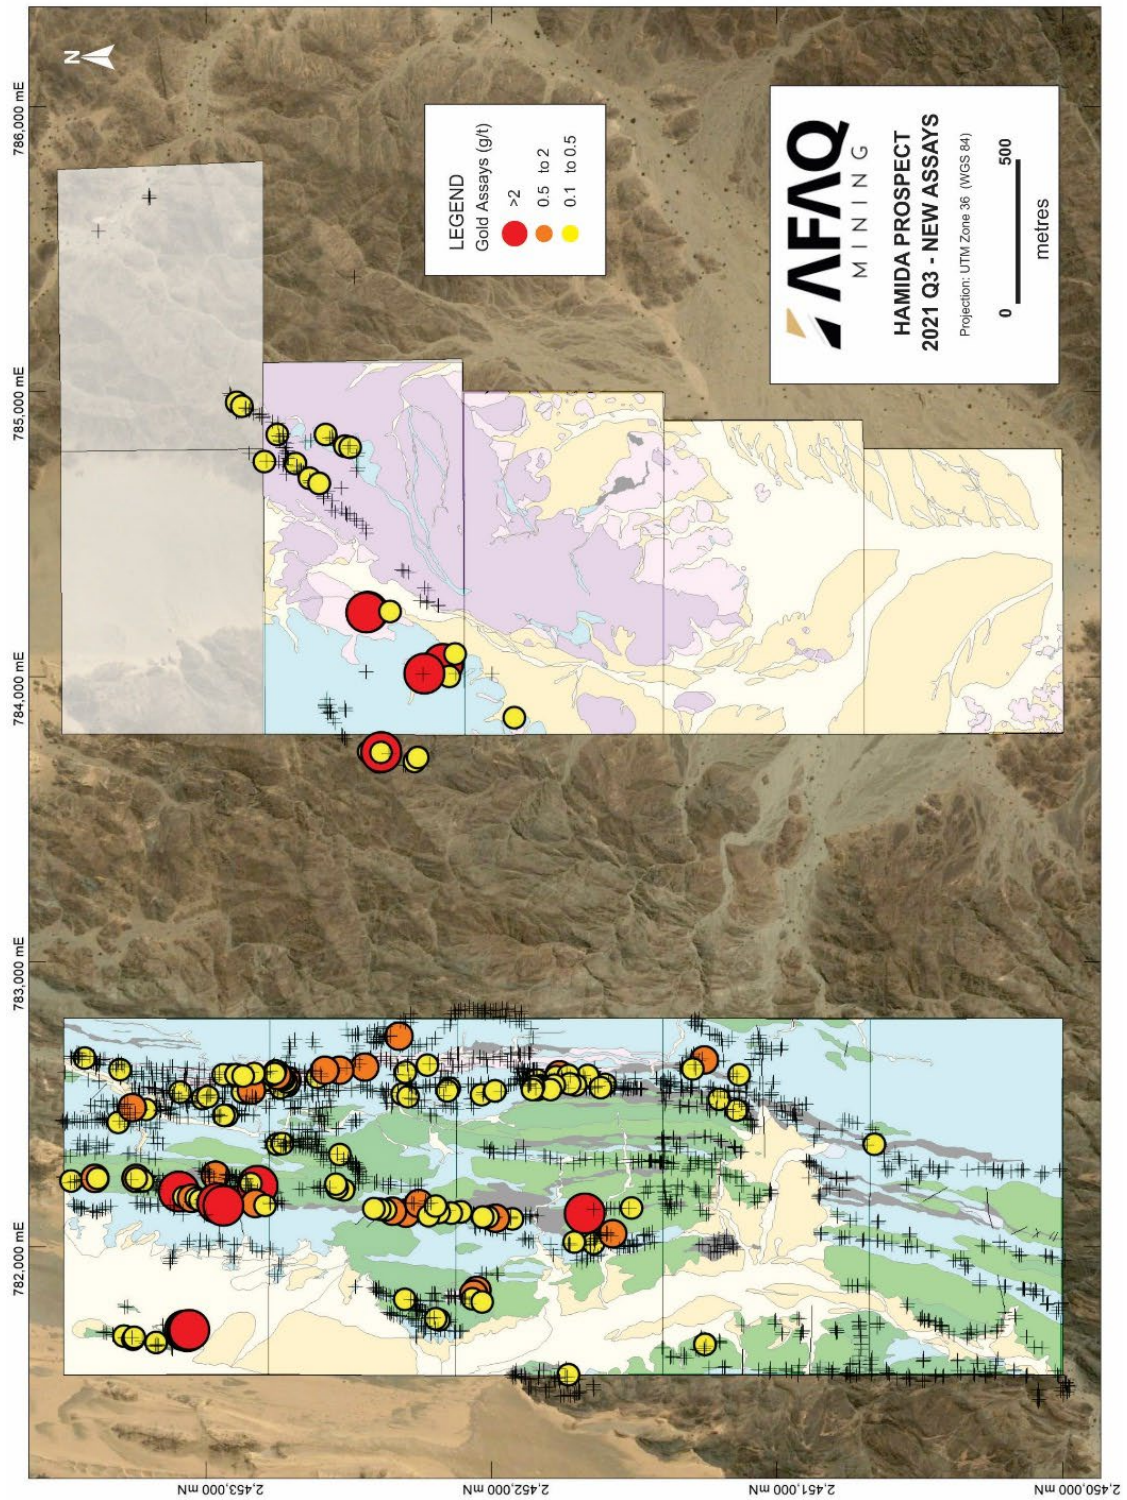 786,000 mE
785,000 mE
784,000 mE
783,000 mE
782,000 mE
N
LEGEND
Gold Assays (g/t)
>2
0.5 to 2
0.1 to 0.5
AFAQ
MINING
HAMIDA PROSPECT
2021 Q3 - NEW ASSAYS
Projection: UTM Zone 36 (WGS 84)
0
500
metres
2,453,000 mN
2,452,000 mN
2,451,000 mN
2,450,000 mN